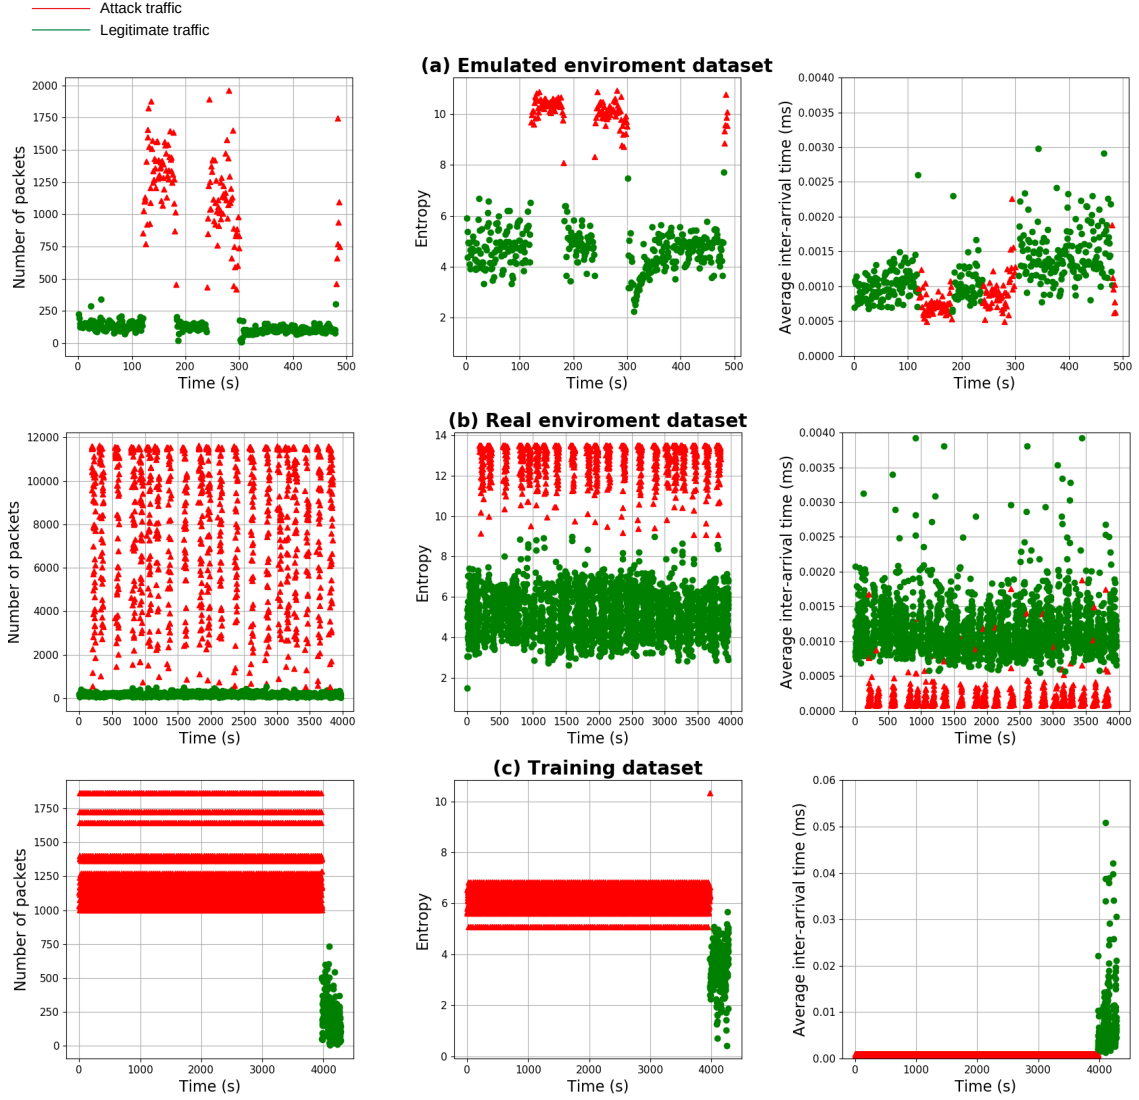 Attack traffic
Legitimate traffic
(a) Emulated enviroment dataset
Number of packets
2000
1750
1500
1250
1000
750
500
250
0
0 100 200 300 400 500
Time (s)
Entropy
10
8
6
4
2
0 100 200 300 400 500
Time (s)
Average inter-arrival time (ms)
0.0040
0.0035
0.0030
0.0025
0.0020
0.0015
0.0010
0.0005
0.0000
0 100 200 300 400 500
Time (s)
(b) Real enviroment dataset
Number of packets
12000
10000
8000
6000
4000
2000
0
0 500 1000 1500 2000 2500 3000 3500 4000
Time (s)
Entropy
14
12
10
8
6
4
2
0 500 1000 1500 2000 2500 3000 3500 4000
Time (s)
Average inter-arrival time (ms)
0.0040
0.0035
0.0030
0.0025
0.0020
0.0015
0.0010
0.0005
0.0000
0 500 1000 1500 2000 2500 3000 3500 4000
Time (s)
(c) Training dataset
Number of packets
1750
1500
1250
1000
750
500
250
0
0 1000 2000 3000 4000
Time (s)
Entropy
10
8
6
4
2
0
0 1000 2000 3000 4000
Time (s)
Average inter-arrival time (ms)
0.06
0.05
0.04
0.03
0.02
0.01
0.00
0 1000 2000 3000 4000
Time (s)